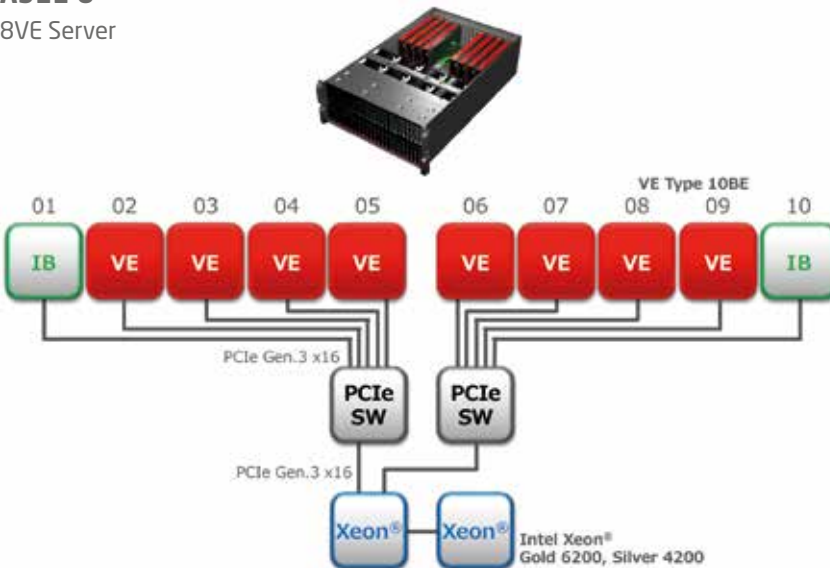 8VE Server
VE Type 10BE
01 02 03 04 05 06 07 08 09 10
IB VE VE VE VE VE VE VE VE IB
PCIe Gen.3 x16
PCIe SW
PCIe SW
PCIe Gen.3 x16
Xeon® Xeon®
Intel Xeon®
Gold 6200, Silver 4200